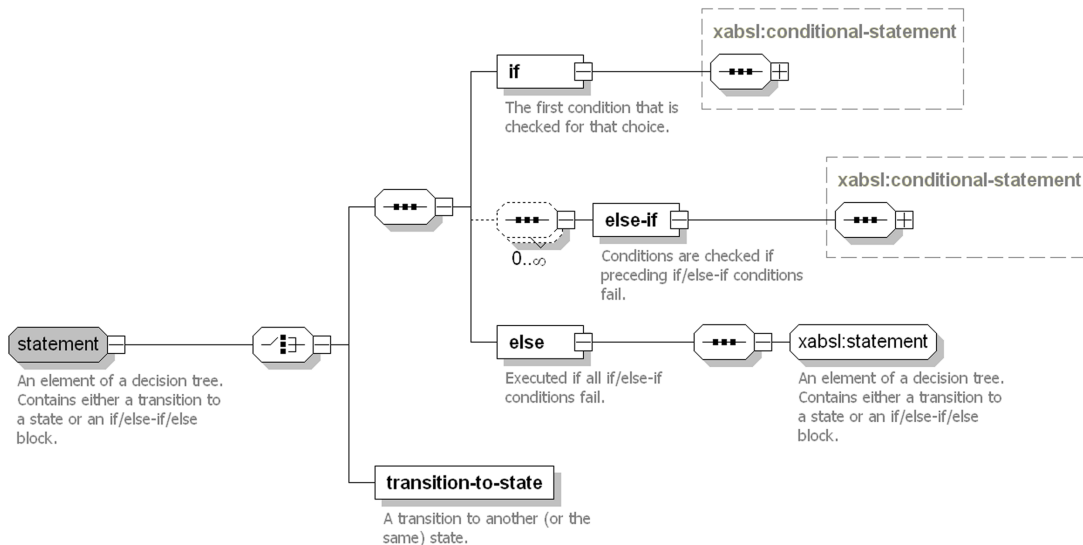 xabsl:conditional-statement
if
The first condition that is
checked for that choice.
xabsl:conditional-statement
else-if
0..∞
Conditions are checked if
preceding if/else-if conditions
fail.
statement
An element of a decision tree.
Contains either a transition to
a state or an if/else-if/else
block.
else
Executed if all if/else-if
conditions fail.
xabsl:statement
An element of a decision tree.
Contains either a transition to
a state or an if/else-if/else
block.
transition-to-state
A transition to another (or the
same) state.